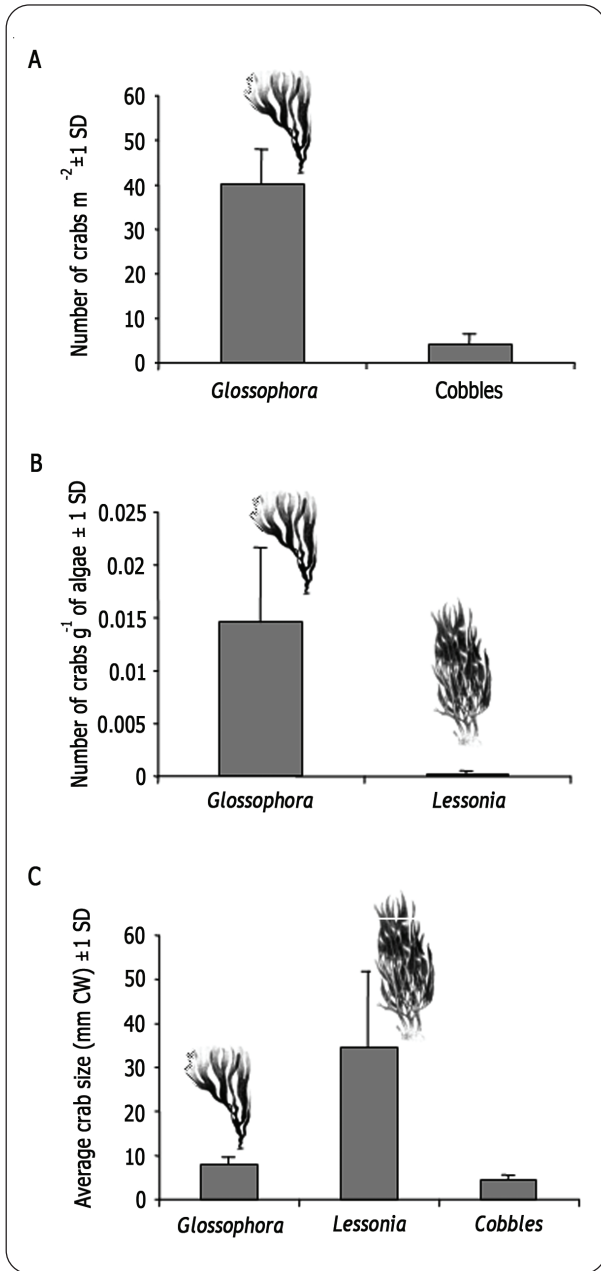 A
Number of crabs m⁻² ±1 SD
60
50
40
30
20
10
0
Glossophora Cobbles
B
Number of crabs g⁻¹ of algae ± 1 SD
0.025
0.02
0.015
0.01
0.005
0
Glossophora Lessonia
C
Average crab size (mm CW) ±1 SD
60
50
40
30
20
10
0
Glossophora Lessonia Cobbles